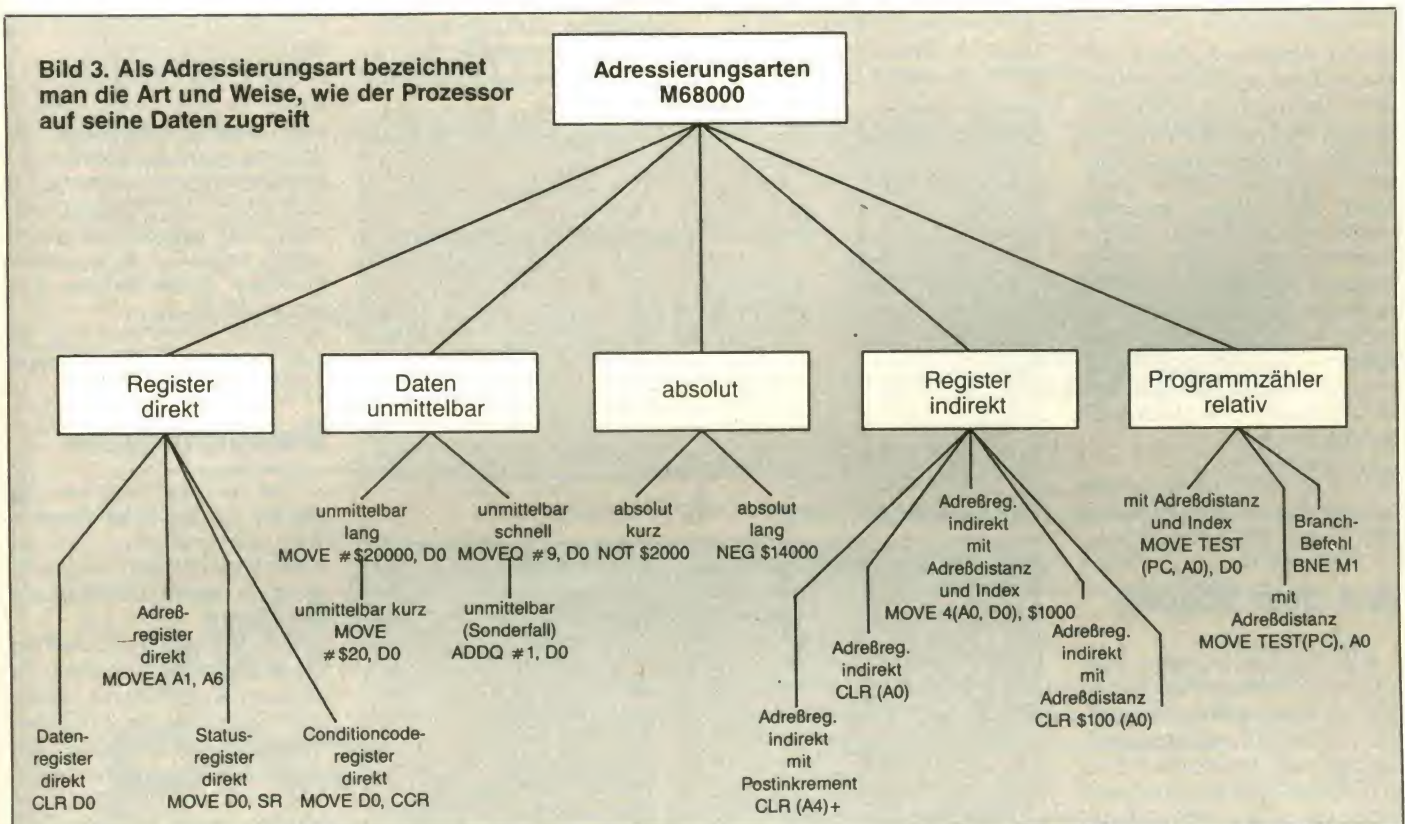 Bild 3. Als Adressierungsart bezeichnet
man die Art und Weise, wie der Prozessor
auf seine Daten zugreift
Adressierungsarten
M68000
Register
direkt
Daten
unmittelbar
absolut
Register
indirekt
Programmzähler
relativ
Daten-
register
direkt
CLR D0
Adreß-
register
direkt
MOVEA A1, A6
Status-
register
direkt
MOVE D0, SR
Conditioncode-
register
direkt
MOVE D0, CCR
unmittelbar
lang
MOVE #$20000, D0
unmittelbar kurz
MOVE
#$20, D0
unmittelbar
schnell
MOVEQ #9, D0
unmittelbar
(Sonderfall)
ADDQ #1, D0
absolut
kurz
NOT $2000
absolut
lang
NEG $14000
Adreßreg.
indirekt
mit
Postinkrement
CLR (A4)+
Adreßreg.
indirekt
CLR (A0)
Adreßreg.
indirekt
mit
Adreßdistanz
und Index
MOVE 4(A0, D0), $1000
Adreßreg.
indirekt
mit
Adreßdistanz
CLR $100 (A0)
mit Adreßdistanz
und Index
MOVE TEST
(PC, A0), D0
mit
Adreßdistanz
MOVE TEST(PC), A0
Branch-
Befehl
BNE M1